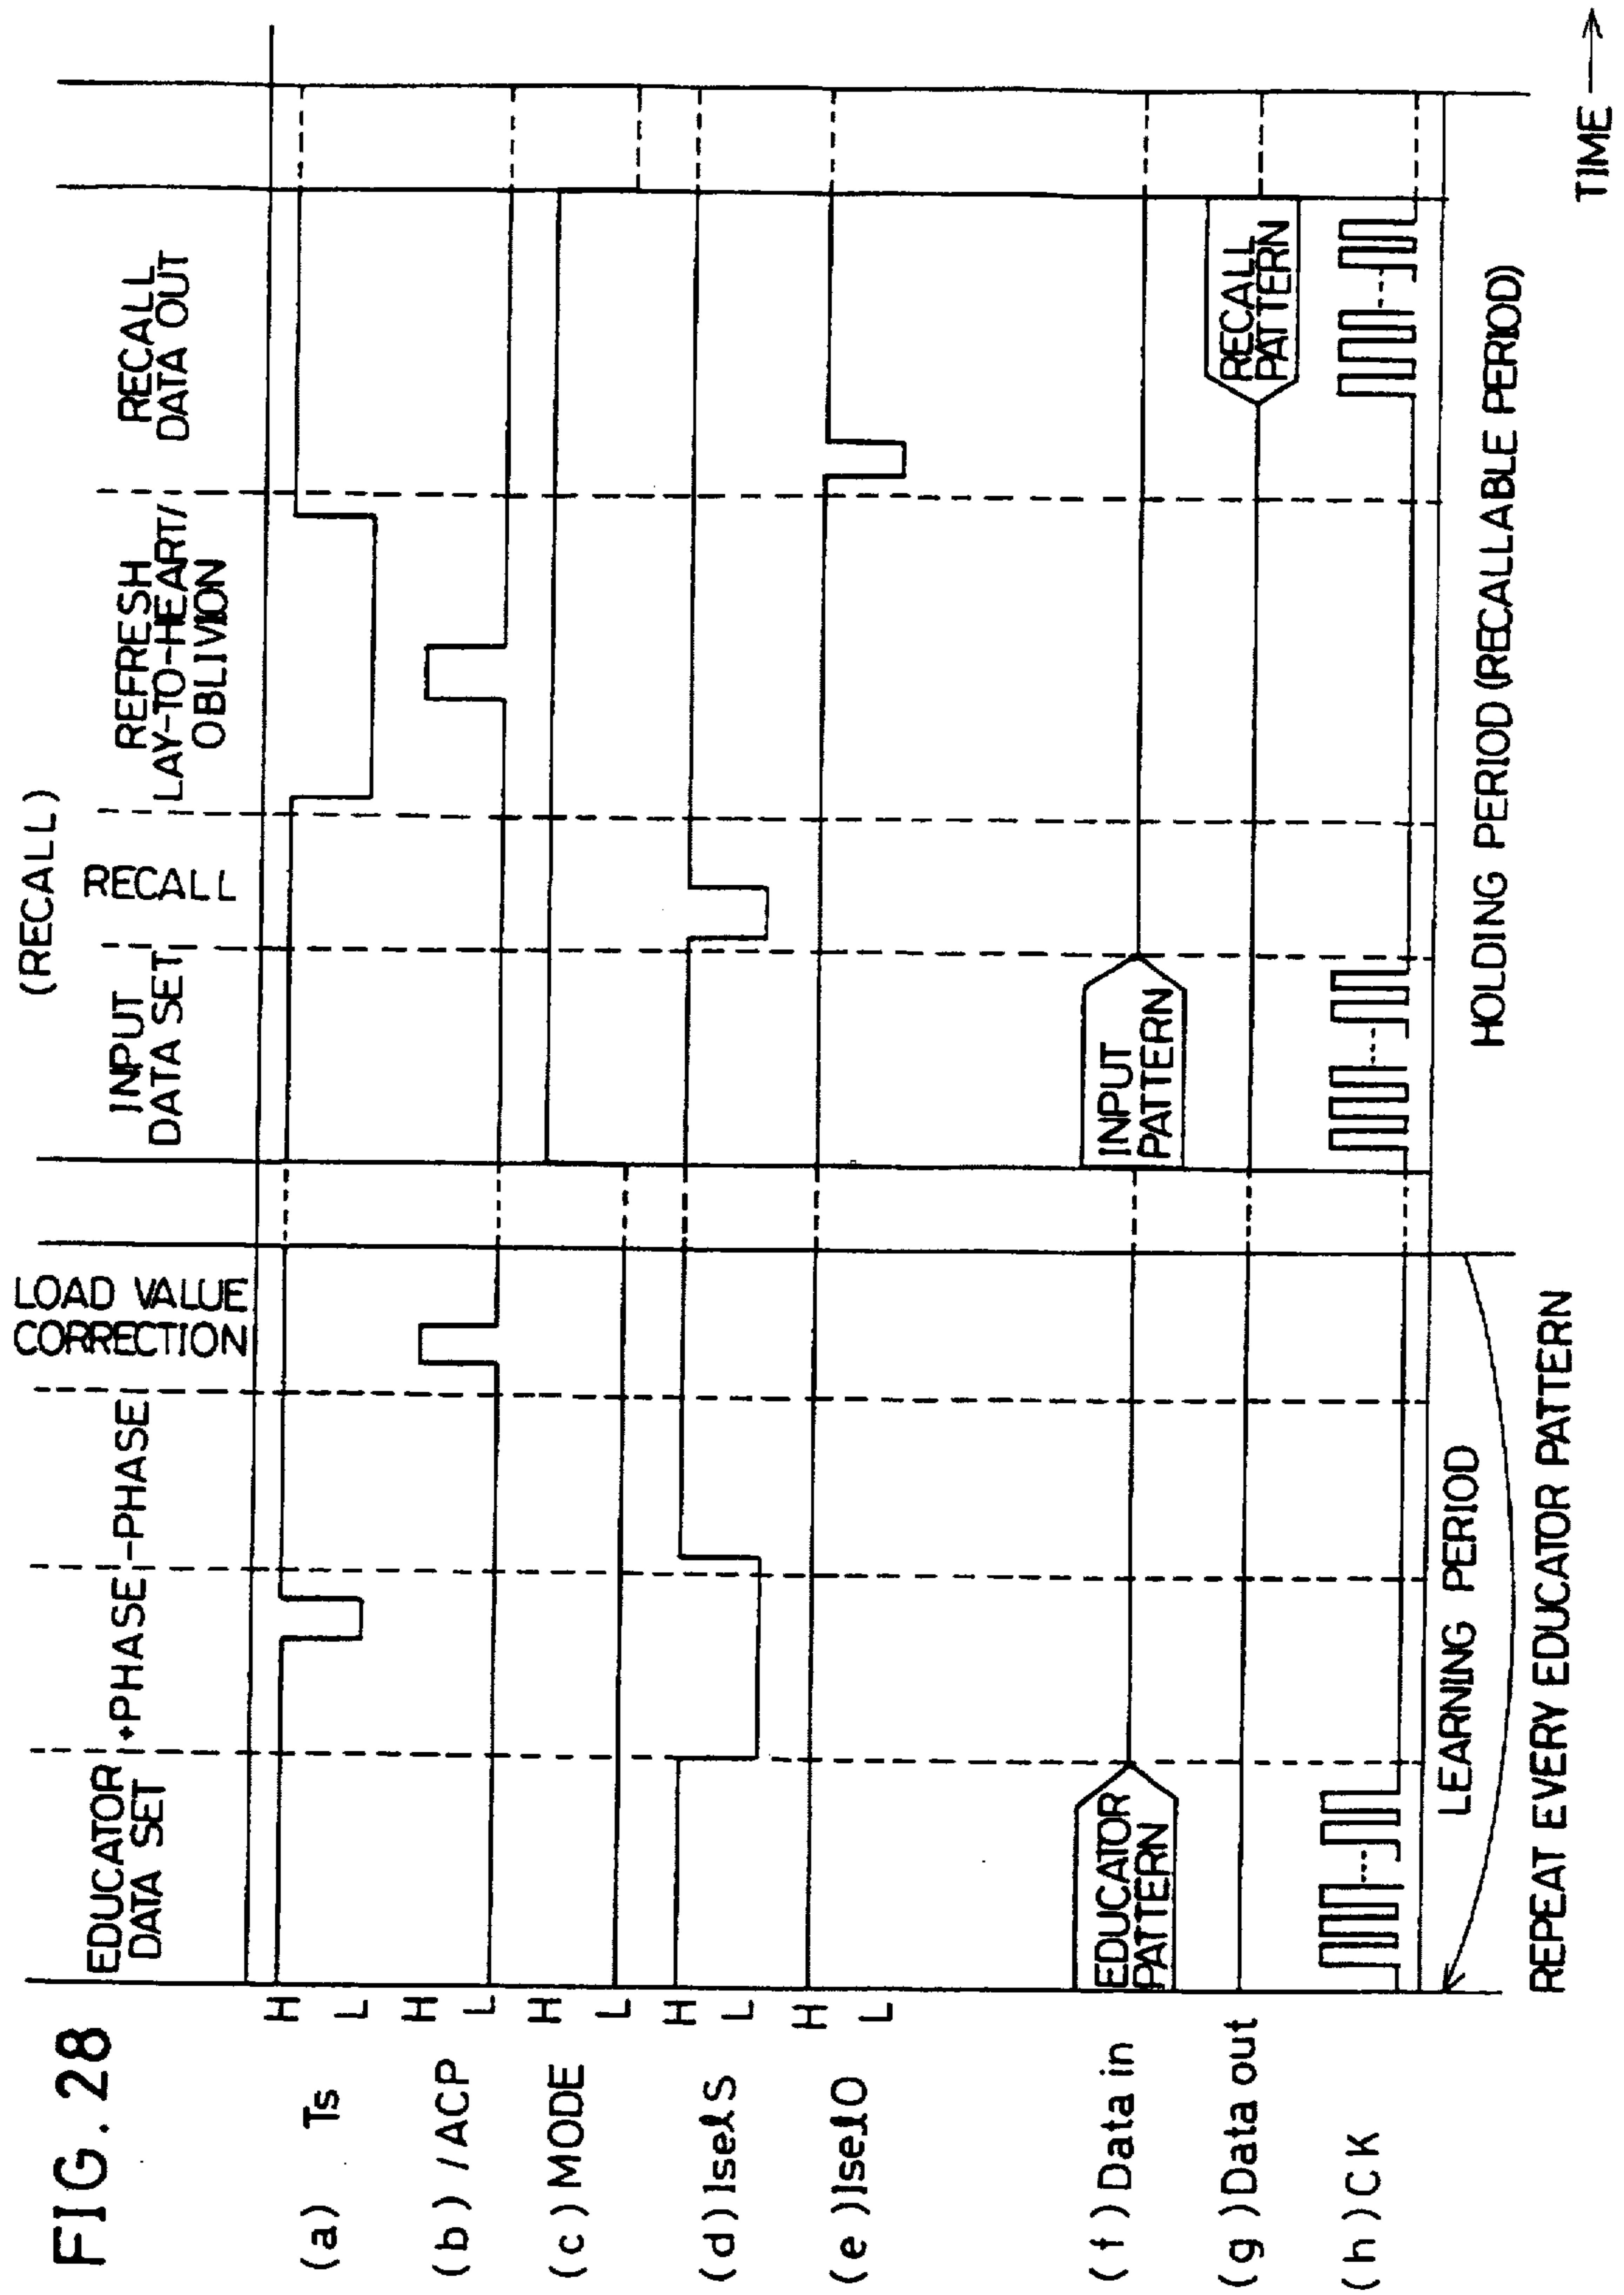 FIG. 28
(RECALL)
EDUCATOR
DATA SET
+PHASE
-PHASE
LOAD VALUE
CORRECTION
INPUT
DATA SET
RECALL
REFRESH
LAY-TO-HEART/
OBLIVION
RECALL
DATA OUT
(a) Ts
H
L
(b) /ACP
H
L
(c) MODE
H
L
(d) IselS
H
L
(e) IselO
H
L
(f) Data in
EDUCATOR
PATTERN
INPUT
PATTERN
(g) Data out
RECALL
PATTERN
(h) CK
LEARNING PERIOD
HOLDING PERIOD (RECALLABLE PERIOD)
REPEAT EVERY EDUCATOR PATTERN
TIME